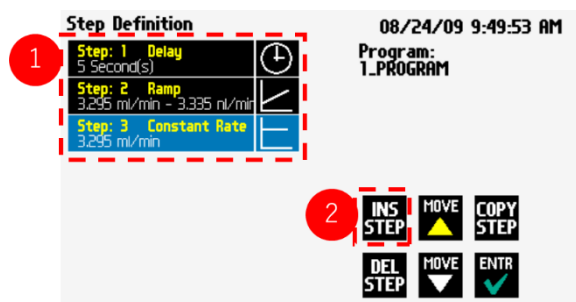 Step Definition
08/24/09 9:49:53 AM
1
Step: 1 Delay
5 Second(s)
Program:
1_PROGRAM
Step: 2 Ramp
3.295 ml/min - 3.335 nl/min
Step: 3 Constant Rate
3.295 ml/min
2
INS
STEP
MOVE
COPY
STEP
DEL
STEP
MOVE
ENTR